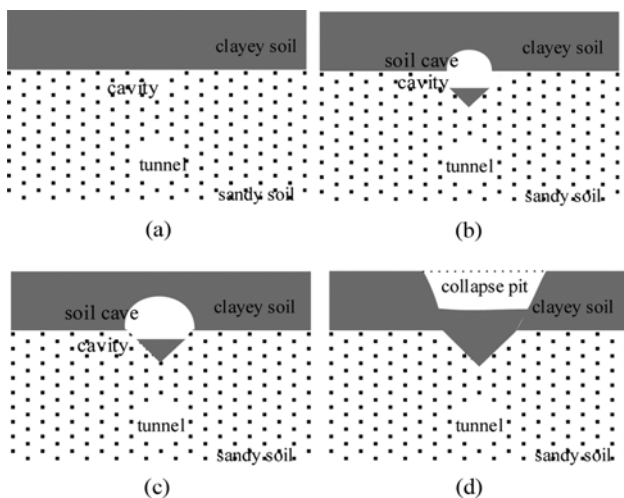 clayey soil
cavity
tunnel
sandy soil
(a)
clayey soil
soil cave
cavity
tunnel
sandy soil
(b)
clayey soil
soil cave
cavity
tunnel
sandy soil
(c)
collapse pit
clayey soil
tunnel
sandy soil
(d)